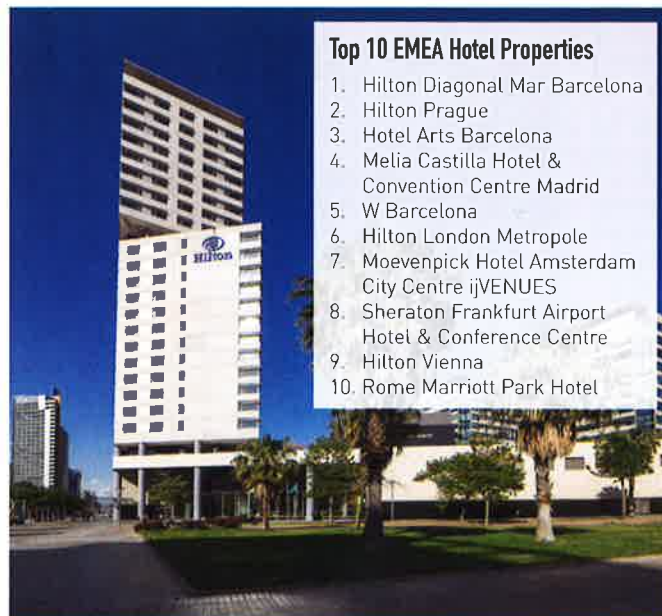 Top 10 EMEA Hotel Properties
1. Hilton Diagonal Mar Barcelona
2. Hilton Prague
3. Hotel Arts Barcelona
4. Melia Castilla Hotel &
Convention Centre Madrid
5. W Barcelona
6. Hilton London Metropole
7. Moevenpick Hotel Amsterdam
City Centre ijVENUES
8. Sheraton Frankfurt Airport
Hotel & Conference Centre
9. Hilton Vienna
10. Rome Marriott Park Hotel
Hilton